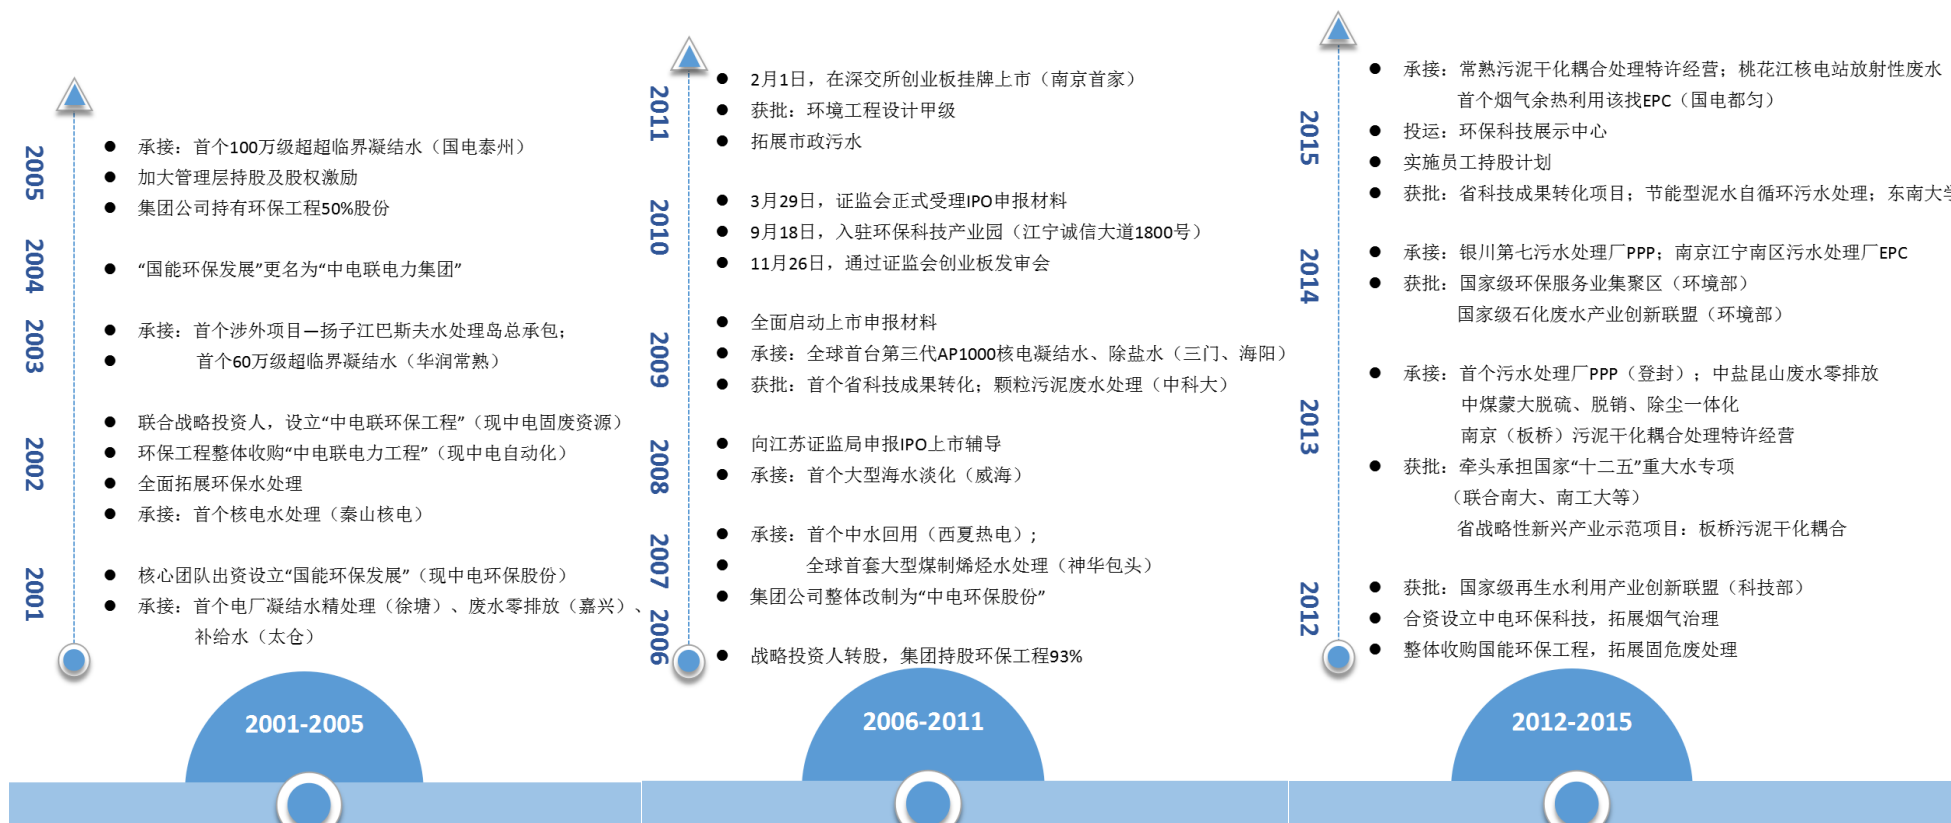 2005
承接：首个100万级超超临界凝结水（国电泰州）
加大管理层持股及股权激励
集团公司持有环保工程50%股份
2004
“国能环保发展”更名为“中电联电力集团”
2003
承接：首个涉外项目—扬子江巴斯夫水处理岛总承包；
首个60万级超临界凝结水（华润常熟）
2002
联合战略投资人，设立“中电联环保工程”（现中电固废资源）
环保工程整体收购“中电联电力工程”（现中电自动化）
全面拓展环保水处理
承接：首个核电水处理（秦山核电）
2001
核心团队出资设立“国能环保发展”（现中电环保股份）
承接：首个电厂凝结水精处理（徐塘）、废水零排放（嘉兴）、
补给水（太仓）
2001-2005
2011
2月1日，在深交所创业板挂牌上市（南京首家）
获批：环境工程设计甲级
拓展市政污水
2010
3月29日，证监会正式受理IPO申报材料
9月18日，入驻环保科技产业园（江宁诚信大道1800号）
11月26日，通过证监会创业板发审会
2009
全面启动上市申报材料
承接：全球首台第三代AP1000核电凝结水、除盐水（三门、海阳）
获批：首个省科技成果转化；颗粒污泥废水处理（中科大）
2008
向江苏证监局申报IPO上市辅导
承接：首个大型海水淡化（威海）
2007
承接：首个中水回用（西夏热电）；
全球首套大型煤制烯烃水处理（神华包头）
集团公司整体改制为“中电环保股份”
2006
战略投资人转股，集团持股环保工程93%
2006-2011
2015
承接：常熟污泥干化耦合处理特许经营；桃花江核电站放射性废水
首个烟气余热利用该找EPC（国电都匀）
投运：环保科技展示中心
实施员工持股计划
获批：省科技成果转化项目；节能型泥水自循环污水处理；东南大学
2014
承接：银川第七污水处理厂PPP；南京江宁南区污水处理厂EPC
获批：国家级环保服务业集聚区（环境部）
国家级石化废水产业创新联盟（环境部）
2013
承接：首个污水处理厂PPP（登封）；中盐昆山废水零排放
中煤蒙大脱硫、脱销、除尘一体化
南京（板桥）污泥干化耦合处理特许经营
获批：牵头承担国家“十二五”重大水专项
（联合南大、南工大等）
省战略性新兴产业示范项目：板桥污泥干化耦合
2012
获批：国家级再生水利用产业创新联盟（科技部）
合资设立中电环保科技，拓展烟气治理
整体收购国能环保工程，拓展固危废处理
2012-2015